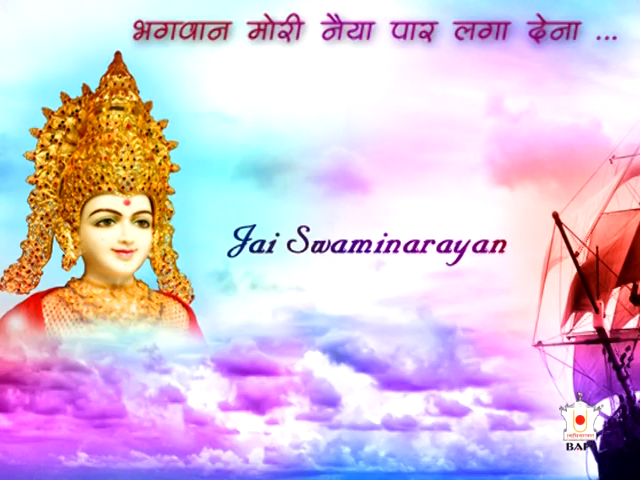 भगवान मोरी नैया पार लगा देना ...
Jai Swaminarayan